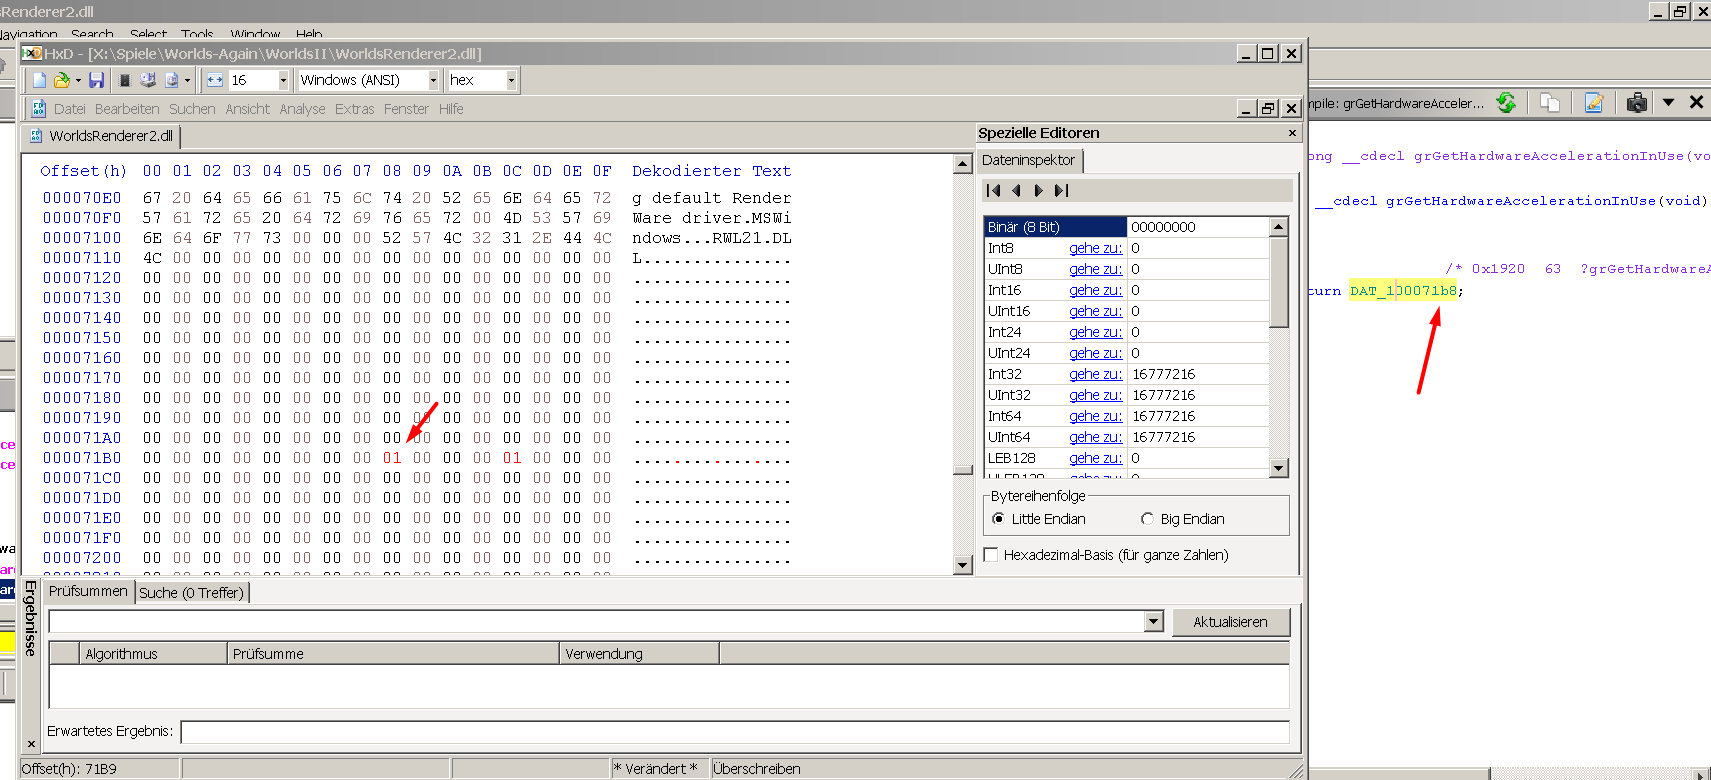 sRenderer2.dll
Navigation Search Select Tools Window Help
HxD - [X:\Spiele\Worlds-Again\WorldsII\WorldsRenderer2.dll]
16 Windows (ANSI) hex
Datei Bearbeiten Suchen Ansicht Analyse Extras Fenster Hilfe
WorldsRenderer2.dll
Offset(h) 00 01 02 03 04 05 06 07 08 09 0A 0B 0C 0D 0E 0F Dekodierter Text
000070E0 67 20 64 65 66 61 75 6C 74 20 52 65 6E 64 65 72 g default Render
000070F0 57 61 72 65 20 64 72 69 76 65 72 00 4D 53 57 69 Ware driver.MSWi
00007100 6E 64 6F 77 73 00 00 00 52 57 4C 32 31 2E 44 4C ndows...RWL21.DL
00007110 4C 00 00 00 00 00 00 00 00 00 00 00 00 00 00 00 L...............
00007120 00 00 00 00 00 00 00 00 00 00 00 00 00 00 00 00 ................
00007130 00 00 00 00 00 00 00 00 00 00 00 00 00 00 00 00 ................
00007140 00 00 00 00 00 00 00 00 00 00 00 00 00 00 00 00 ................
00007150 00 00 00 00 00 00 00 00 00 00 00 00 00 00 00 00 ................
00007160 00 00 00 00 00 00 00 00 00 00 00 00 00 00 00 00 ................
00007170 00 00 00 00 00 00 00 00 00 00 00 00 00 00 00 00 ................
00007180 00 00 00 00 00 00 00 00 00 00 00 00 00 00 00 00 ................
00007190 00 00 00 00 00 00 00 00 00 00 00 00 00 00 00 00 ................
000071A0 00 00 00 00 00 00 00 00 00 00 00 00 00 00 00 00 ................
000071B0 00 00 00 00 00 00 00 00 01 00 00 00 01 00 00 00 ................
000071C0 00 00 00 00 00 00 00 00 00 00 00 00 00 00 00 00 ................
000071D0 00 00 00 00 00 00 00 00 00 00 00 00 00 00 00 00 ................
000071E0 00 00 00 00 00 00 00 00 00 00 00 00 00 00 00 00 ................
000071F0 00 00 00 00 00 00 00 00 00 00 00 00 00 00 00 00 ................
00007200 00 00 00 00 00 00 00 00 00 00 00 00 00 00 00 00 ................
Spezielle Editoren
Dateninspektor
Binär (8 Bit) 00000000
Int8 gehe zu: 0
UInt8 gehe zu: 0
Int16 gehe zu: 0
UInt16 gehe zu: 0
Int24 gehe zu: 0
UInt24 gehe zu: 0
Int32 gehe zu: 16777216
UInt32 gehe zu: 16777216
Int64 gehe zu: 16777216
UInt64 gehe zu: 16777216
LEB128 gehe zu: 0
Bytereihenfolge
Little Endian Big Endian
Hexadezimal-Basis (für ganze Zahlen)
Ergebnisse
Prüfsummen Suche (0 Treffer)
Aktualisieren
Algorithmus Prüfsumme Verwendung
Erwartetes Ergebnis:
Offset(h): 71B9 * Verändert * Überschreiben
mpile: grGetHardwareAcceler...
ong __cdecl grGetHardwareAccelerationInUse(vo
__cdecl grGetHardwareAccelerationInUse(void)
/* 0x1920 63 ?grGetHardwareA
turn DAT_100071b8;